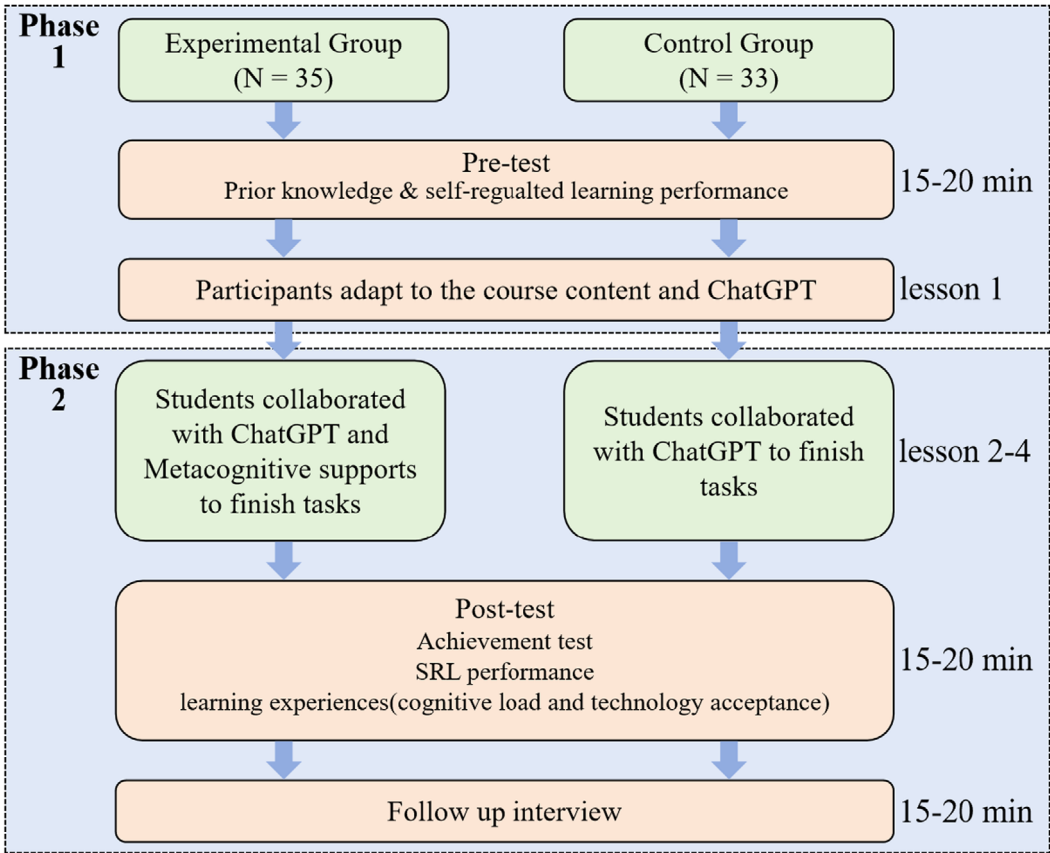 Phase
1
Experimental Group
(N = 35)
Control Group
(N = 33)
Pre-test
Prior knowledge & self-regualted learning performance
15-20 min
Participants adapt to the course content and ChatGPT
lesson 1
Phase
2
Students collaborated
with ChatGPT and
Metacognitive supports
to finish tasks
Students collaborated
with ChatGPT to finish
tasks
lesson 2-4
Post-test
Achievement test
SRL performance
learning experiences(cognitive load and technology acceptance)
15-20 min
Follow up interview
15-20 min